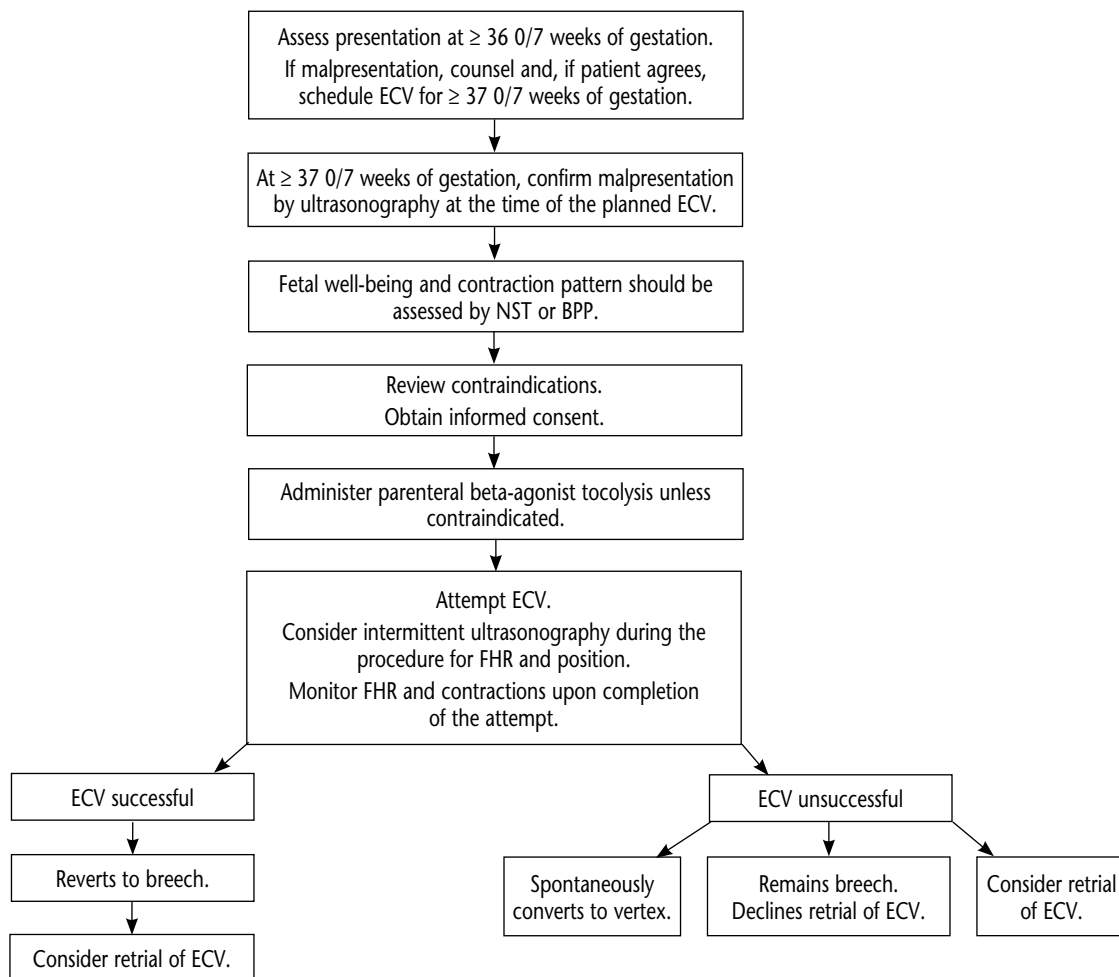 Assess presentation at ≥ 36 0/7 weeks of gestation.
If malpresentation, counsel and, if patient agrees,
schedule ECV for ≥ 37 0/7 weeks of gestation.
At ≥ 37 0/7 weeks of gestation, confirm malpresentation
by ultrasonography at the time of the planned ECV.
Fetal well-being and contraction pattern should be
assessed by NST or BPP.
Review contraindications.
Obtain informed consent.
Administer parenteral beta-agonist tocolysis unless
contraindicated.
Attempt ECV.
Consider intermittent ultrasonography during the
procedure for FHR and position.
Monitor FHR and contractions upon completion
of the attempt.
ECV successful
Reverts to breech.
Consider retrial of ECV.
ECV unsuccessful
Spontaneously
converts to vertex.
Remains breech.
Declines retrial of ECV.
Consider retrial
of ECV.